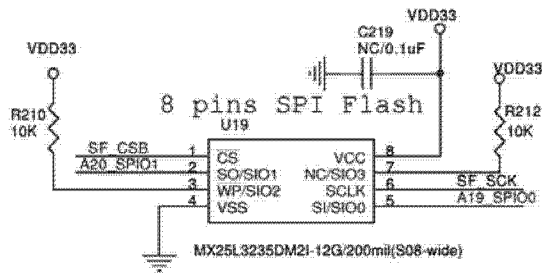 VDD33
C219
NC/0.1uF
VDD33
VDD33
R210
10K
8 pins SPI Flash
R212
10K
U19
SF_CSB 1 CS VCC 8
A20_SPIO1 2 SO/SIO1 NC/SIO3 7
3 WP/SIO2 SCLK 6 SF_SCK
4 VSS SI/SIO0 5 A19_SPIO0
MX25L3235DM2I-12G/200mil(S08-wide)